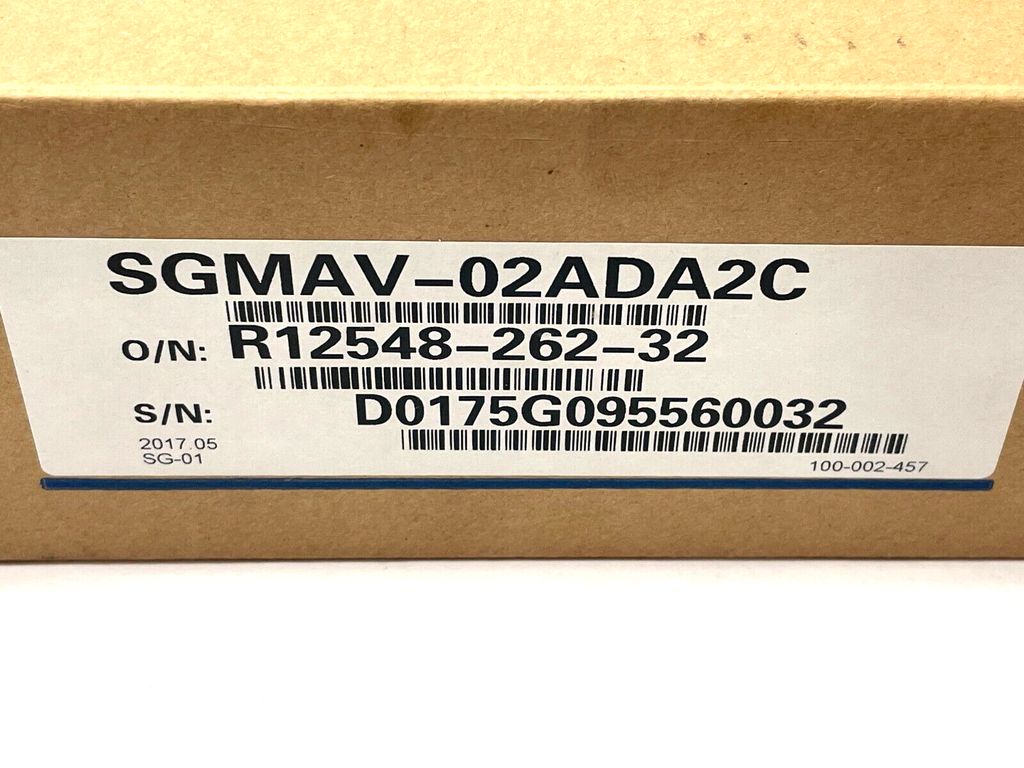 SGMAV-02ADA2C
O/N: R12548-262-32
S/N: D0175G095560032
2017.05
SG-01
100-002-457